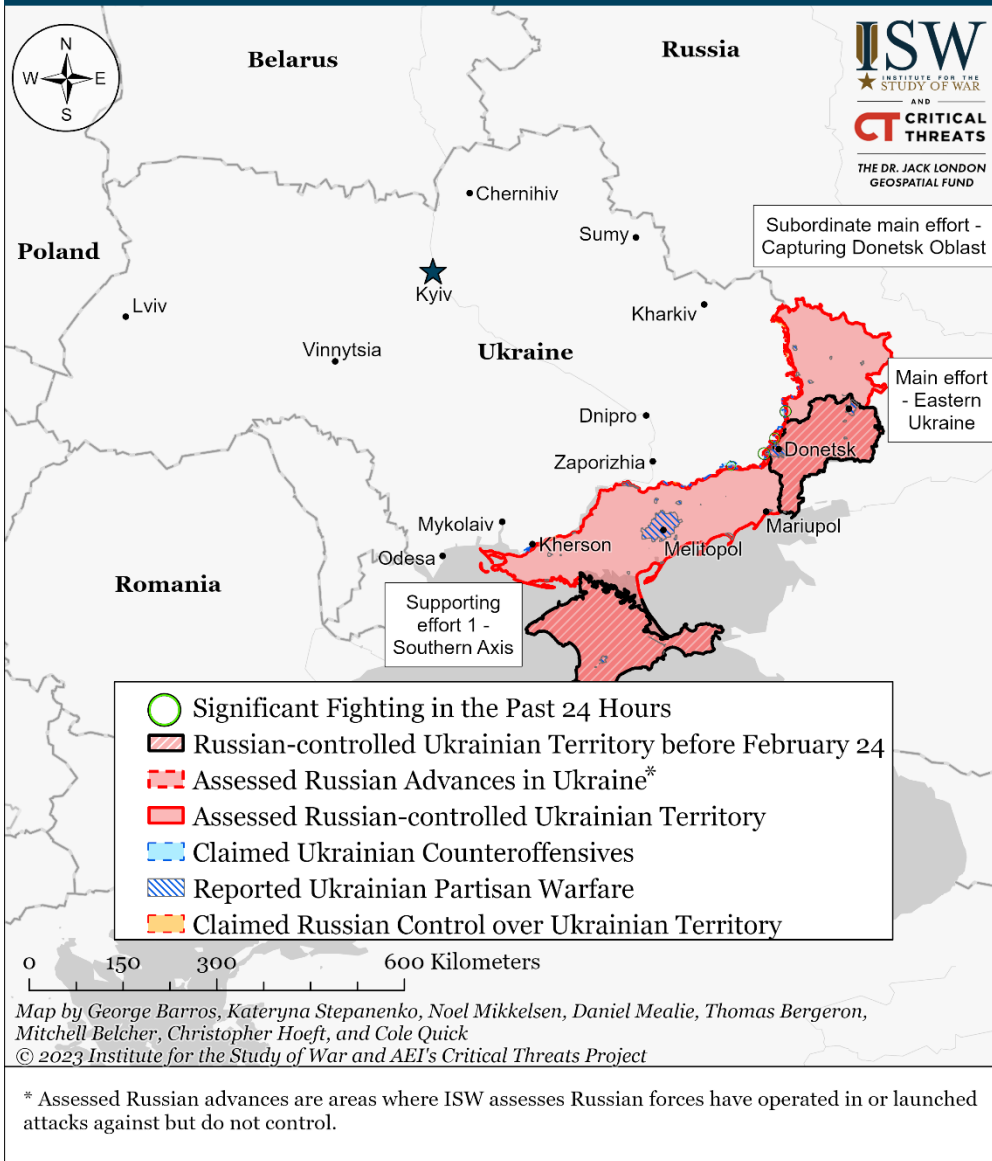 N
W
E
S
Belarus
Russia
ISW
INSTITUTE FOR THE
STUDY OF WAR
AND
CT CRITICAL
THREATS
THE DR. JACK LONDON
GEOSPATIAL FUND
Chernihiv
Sumy
Subordinate main effort -
Capturing Donetsk Oblast
Poland
Kyiv
Lviv
Kharkiv
Vinnytsia
Ukraine
Main effort
- Eastern
Ukraine
Dnipro
Donetsk
Zaporizhia
Mykolaiv
Mariupol
Kherson
Melitopol
Odesa
Romania
Supporting
effort 1 -
Southern Axis
Significant Fighting in the Past 24 Hours
Russian-controlled Ukrainian Territory before February 24
Assessed Russian Advances in Ukraine*
Assessed Russian-controlled Ukrainian Territory
Claimed Ukrainian Counteroffensives
Reported Ukrainian Partisan Warfare
Claimed Russian Control over Ukrainian Territory
0 150 300 600 Kilometers
Map by George Barros, Kateryna Stepanenko, Noel Mikkelsen, Daniel Mealie, Thomas Bergeron,
Mitchell Belcher, Christopher Hoeft, and Cole Quick
© 2023 Institute for the Study of War and AEI's Critical Threats Project
* Assessed Russian advances are areas where ISW assesses Russian forces have operated in or launched
attacks against but do not control.